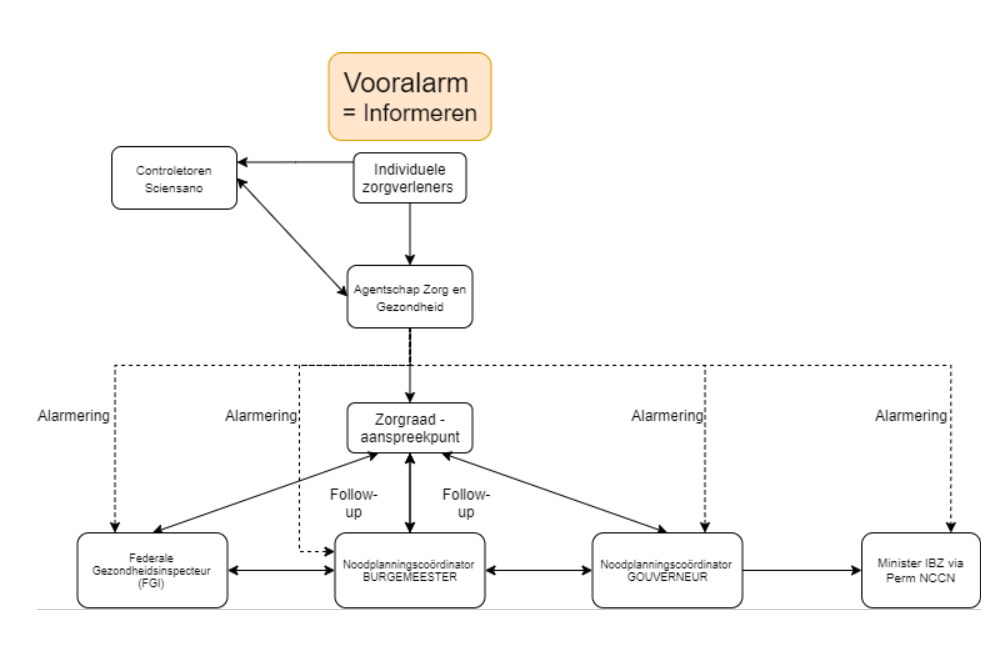 Vooralarm
= Informeren
Controletoren
Sciensano
Individuele
zorgverleners
Agentschap Zorg en
Gezondheid
Alarmering
Alarmering
Alarmering
Alarmering
Zorgraad -
aanspreekpunt
Follow-
up
Follow-
up
Federale
Gezondheidsinspecteur
(FGI)
Noodplanningscoördinator
BURGEMEESTER
Noodplanningscoördinator
GOUVERNEUR
Minister IBZ via
Perm NCCN